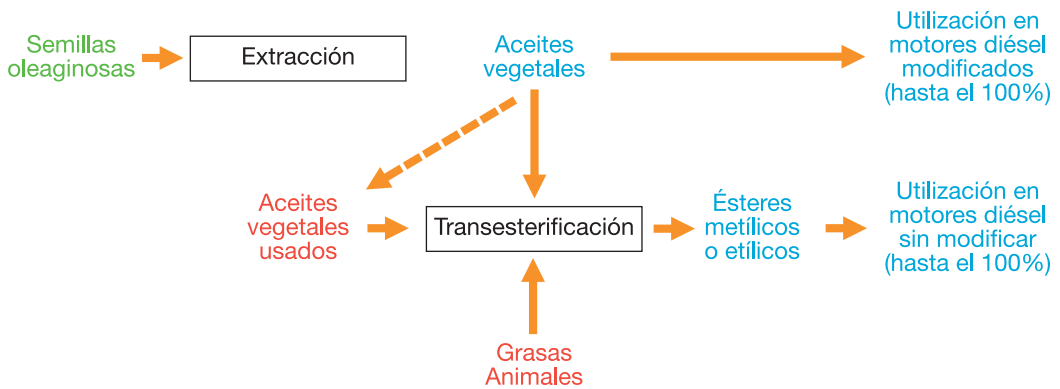 Semillas
oleaginosas
Extracción
Aceites
vegetales
Utilización en
motores diésel
modificados
(hasta el 100%)
Aceites
vegetales
usados
Transesterificación
Ésteres
metílicos
o etílicos
Utilización en
motores diésel
sin modificar
(hasta el 100%)
Grasas
Animales